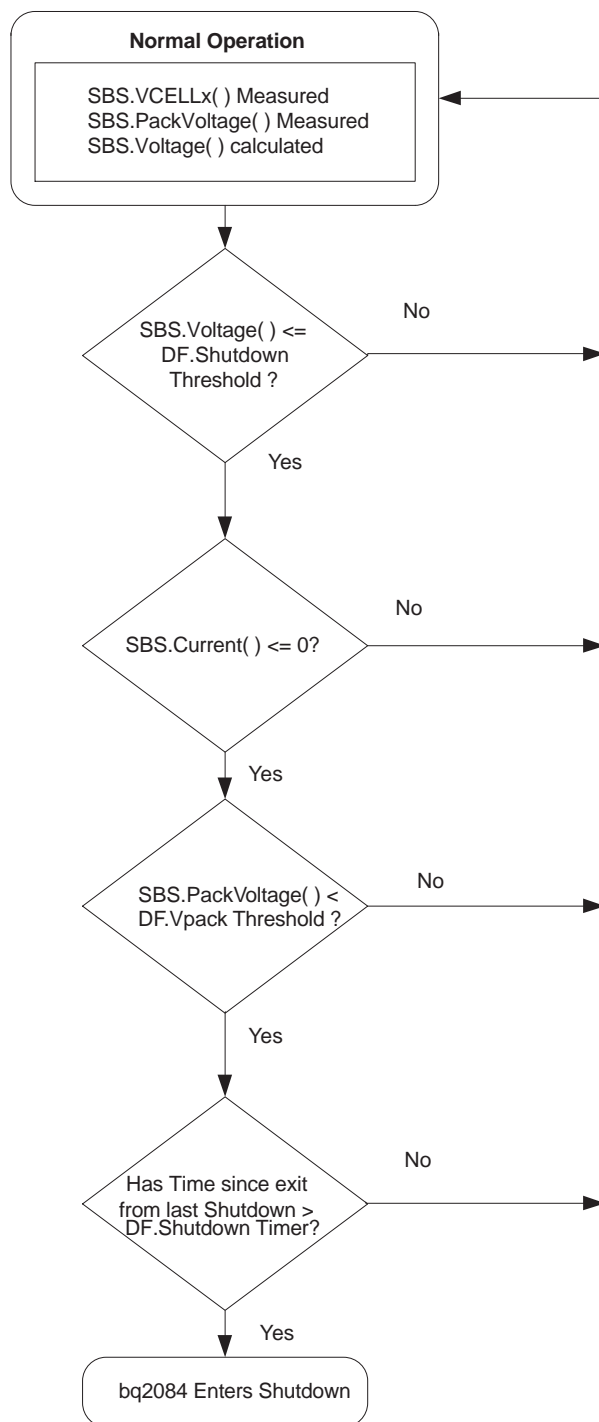 Normal Operation
SBS.VCELLx( ) Measured
SBS.PackVoltage( ) Measured
SBS.Voltage( ) calculated
SBS.Voltage( ) <=
DF.Shutdown
Threshold ?
No
Yes
SBS.Current( ) <= 0?
No
Yes
SBS.PackVoltage( ) <
DF.Vpack Threshold ?
No
Yes
Has Time since exit
from last Shutdown >
DF.Shutdown Timer?
No
Yes
bq2084 Enters Shutdown